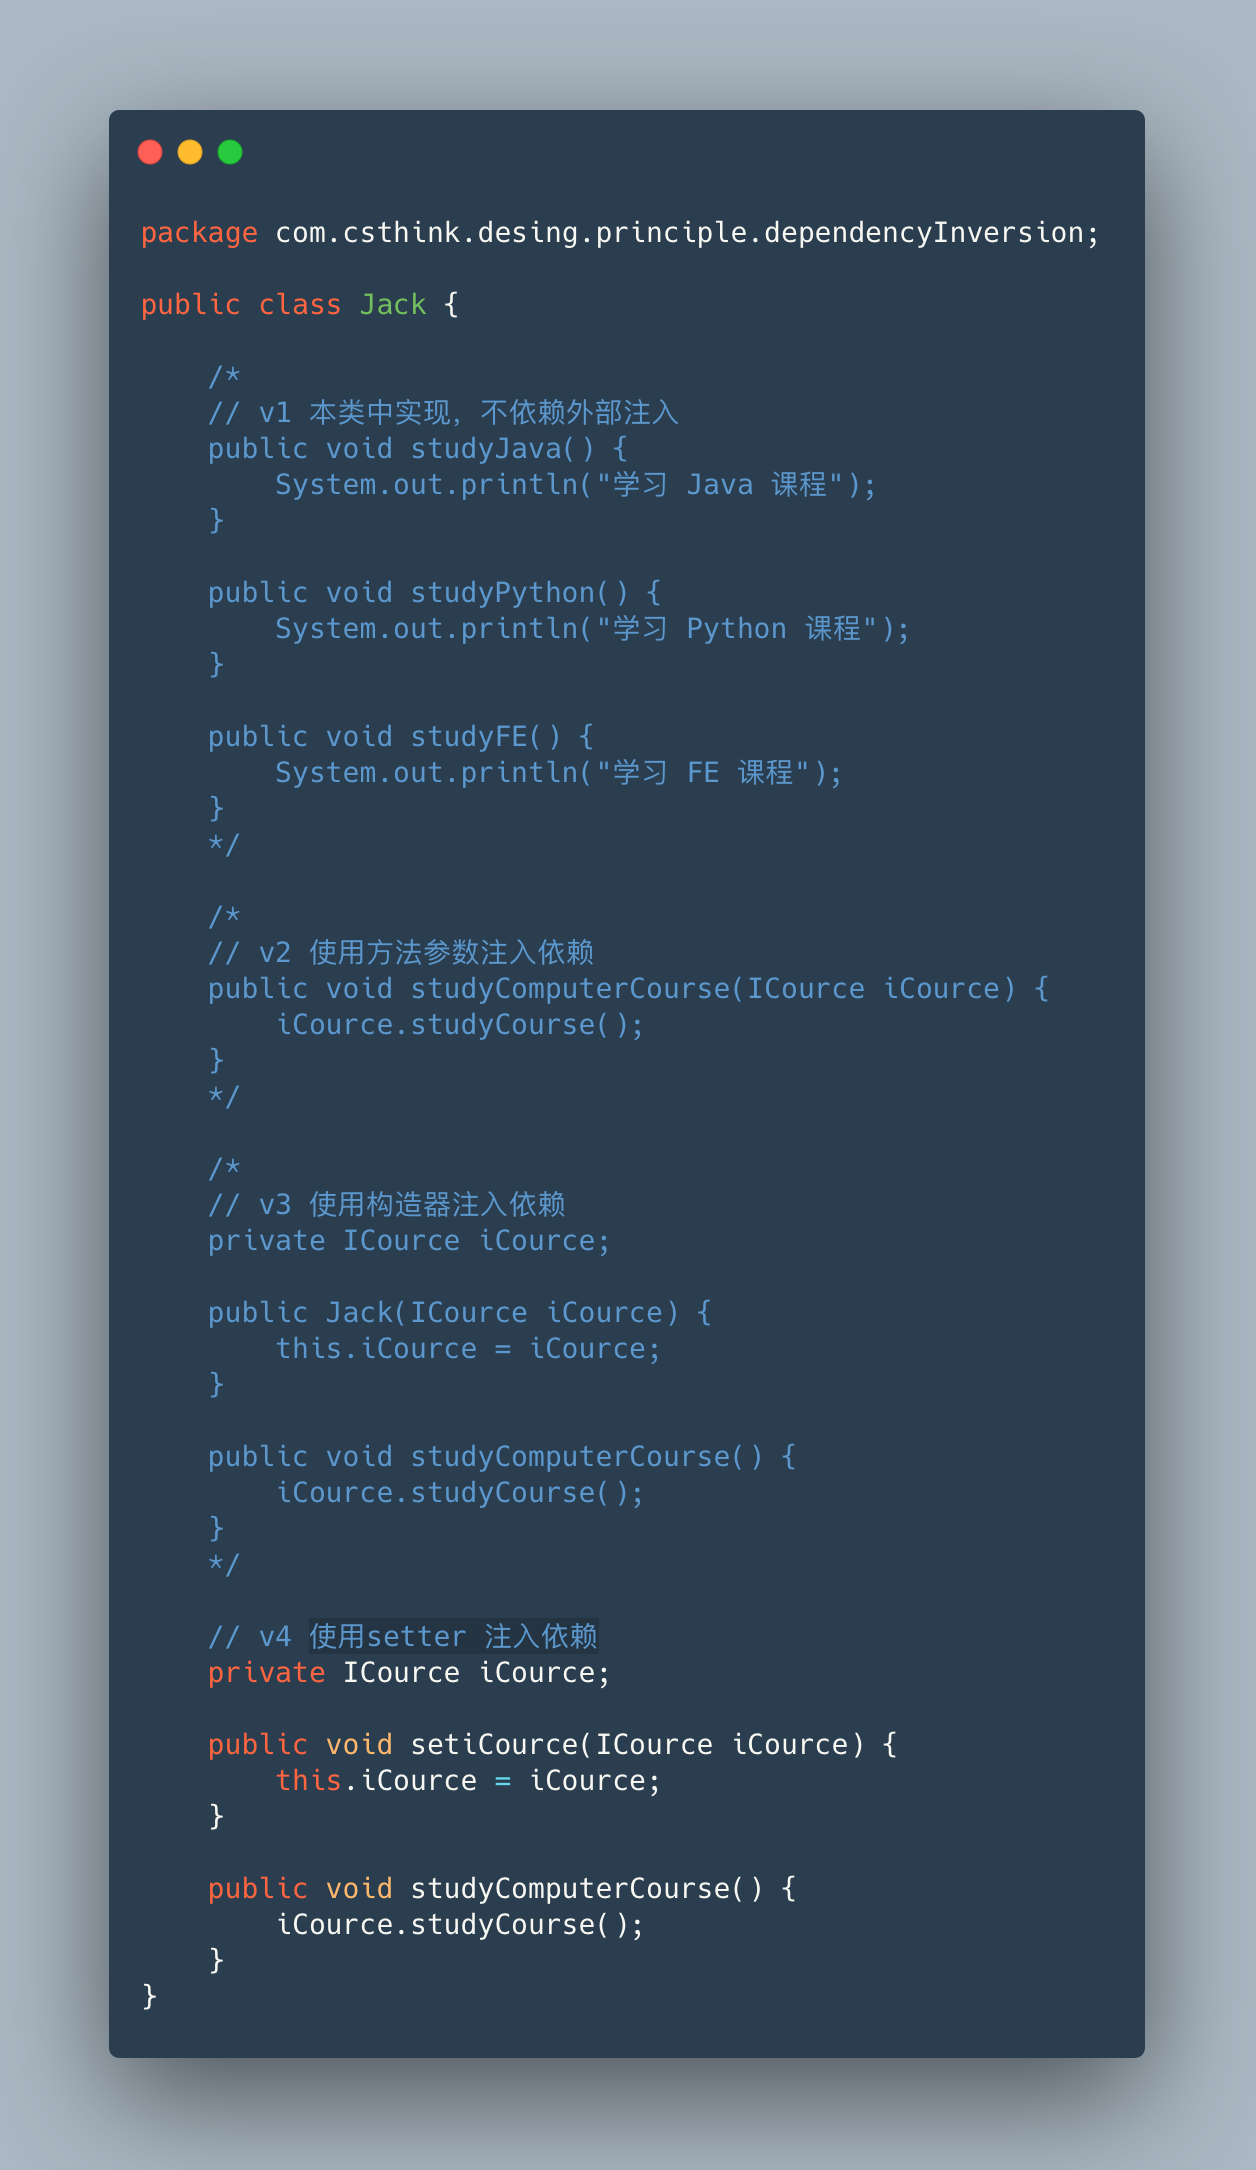 package com.csthink.desing.principle.dependencyInversion;

public class Jack {

    /*
    // v1 本类中实现，不依赖外部注入
    public void studyJava() {
        System.out.println("学习 Java 课程");
    }

    public void studyPython() {
        System.out.println("学习 Python 课程");
    }

    public void studyFE() {
        System.out.println("学习 FE 课程");
    }
    */

    /*
    // v2 使用方法参数注入依赖
    public void studyComputerCourse(ICource iCource) {
        iCource.studyCourse();
    }
    */

    /*
    // v3 使用构造器注入依赖
    private ICource iCource;

    public Jack(ICource iCource) {
        this.iCource = iCource;
    }

    public void studyComputerCourse() {
        iCource.studyCourse();
    }
    */

    // v4 使用setter 注入依赖
    private ICource iCource;

    public void setiCource(ICource iCource) {
        this.iCource = iCource;
    }

    public void studyComputerCourse() {
        iCource.studyCourse();
    }
}